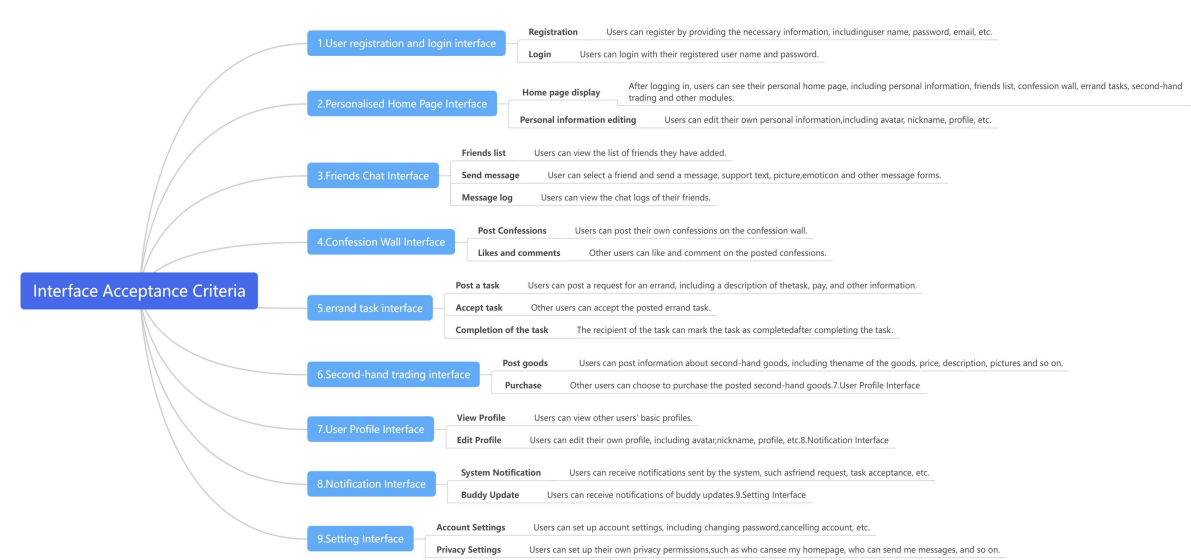 Interface Acceptance Criteria
1.User registration and login interface
Registration Users can register by providing the necessary information, includinguser name, password, email, etc.
Login Users can login with their registered user name and password.
2.Personalised Home Page Interface
Home page display After logging in, users can see their personal home page, including personal information, friends list, confession wall, errand tasks, second-hand
trading and other modules.
Personal information editing Users can edit their own personal information,including avatar, nickname, profile, etc.
3.Friends Chat Interface
Friends list Users can view the list of friends they have added.
Send message User can select a friend and send a message, support text, picture,emoticon and other message forms.
Message log Users can view the chat logs of their friends.
4.Confession Wall Interface
Post Confessions Users can post their own confessions on the confession wall.
Likes and comments Other users can like and comment on the posted confessions.
5.errand task interface
Post a task Users can post a request for an errand, including a description of thetask, pay, and other information.
Accept task Other users can accept the posted errand task.
Completion of the task The recipient of the task can mark the task as completedafter completing the task.
6.Second-hand trading interface
Post goods Users can post information about second-hand goods, including thename of the goods, price, description, pictures and so on.
Purchase Other users can choose to purchase the posted second-hand goods.7.User Profile Interface
7.User Profile Interface
View Profile Users can view other users' basic profiles.
Edit Profile Users can edit their own profile, including avatar,nickname, profile, etc.8.Notification Interface
8.Notification Interface
System Notification Users can receive notifications sent by the system, such asfriend request, task acceptance, etc.
Buddy Update Users can receive notifications of buddy updates.9.Setting Interface
9.Setting Interface
Account Settings Users can set up account settings, including changing password,cancelling account, etc.
Privacy Settings Users can set up their own privacy permissions,such as who cansee my homepage, who can send me messages, and so on.